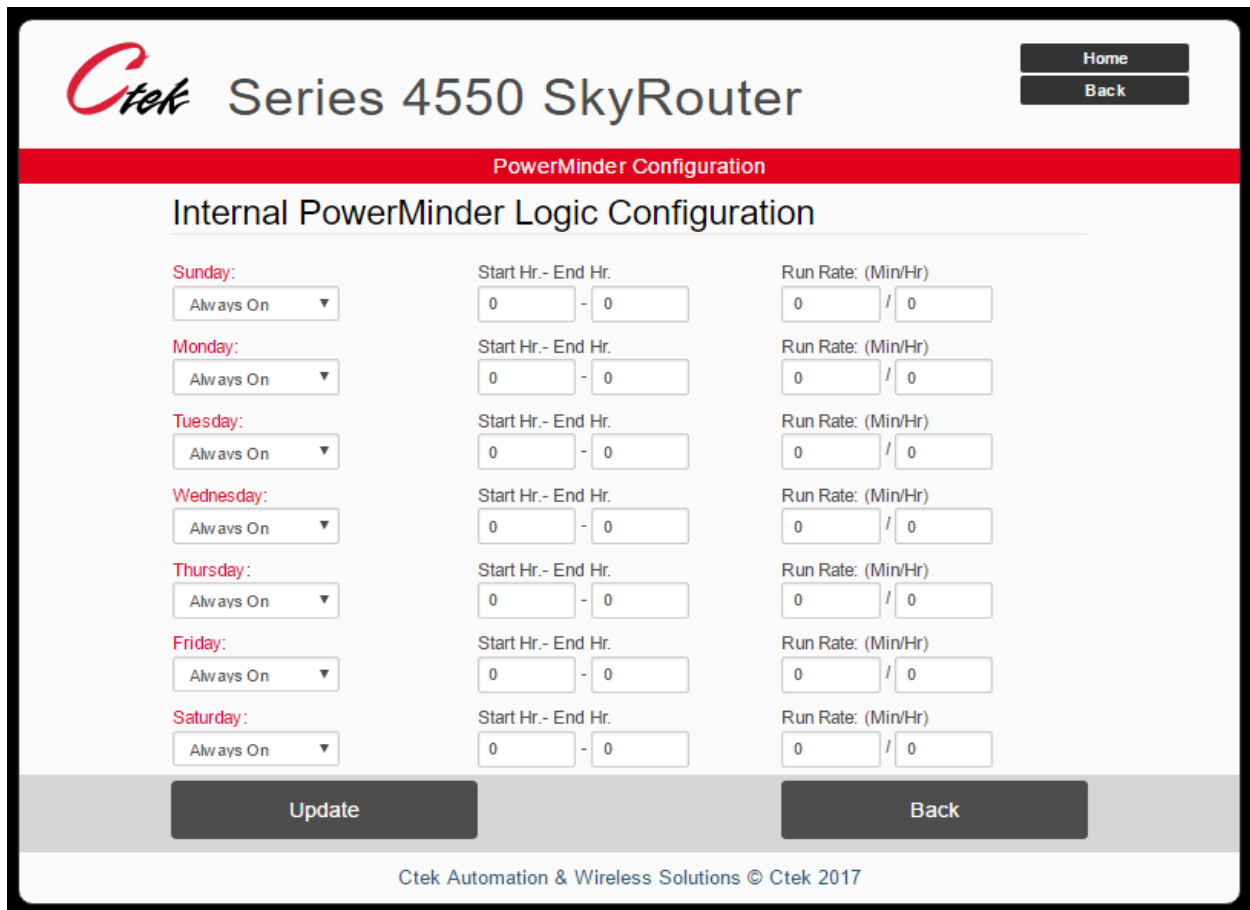 Ctek Series 4550 SkyRouter
Home
Back
PowerMinder Configuration
Internal PowerMinder Logic Configuration
Sunday: Start Hr.- End Hr. Run Rate: (Min/Hr)
Always On 0 - 0 0 / 0
Monday: Start Hr.- End Hr. Run Rate: (Min/Hr)
Always On 0 - 0 0 / 0
Tuesday: Start Hr.- End Hr. Run Rate: (Min/Hr)
Always On 0 - 0 0 / 0
Wednesday: Start Hr.- End Hr. Run Rate: (Min/Hr)
Always On 0 - 0 0 / 0
Thursday: Start Hr.- End Hr. Run Rate: (Min/Hr)
Always On 0 - 0 0 / 0
Friday: Start Hr.- End Hr. Run Rate: (Min/Hr)
Always On 0 - 0 0 / 0
Saturday: Start Hr.- End Hr. Run Rate: (Min/Hr)
Always On 0 - 0 0 / 0
Update Back
Ctek Automation & Wireless Solutions © Ctek 2017